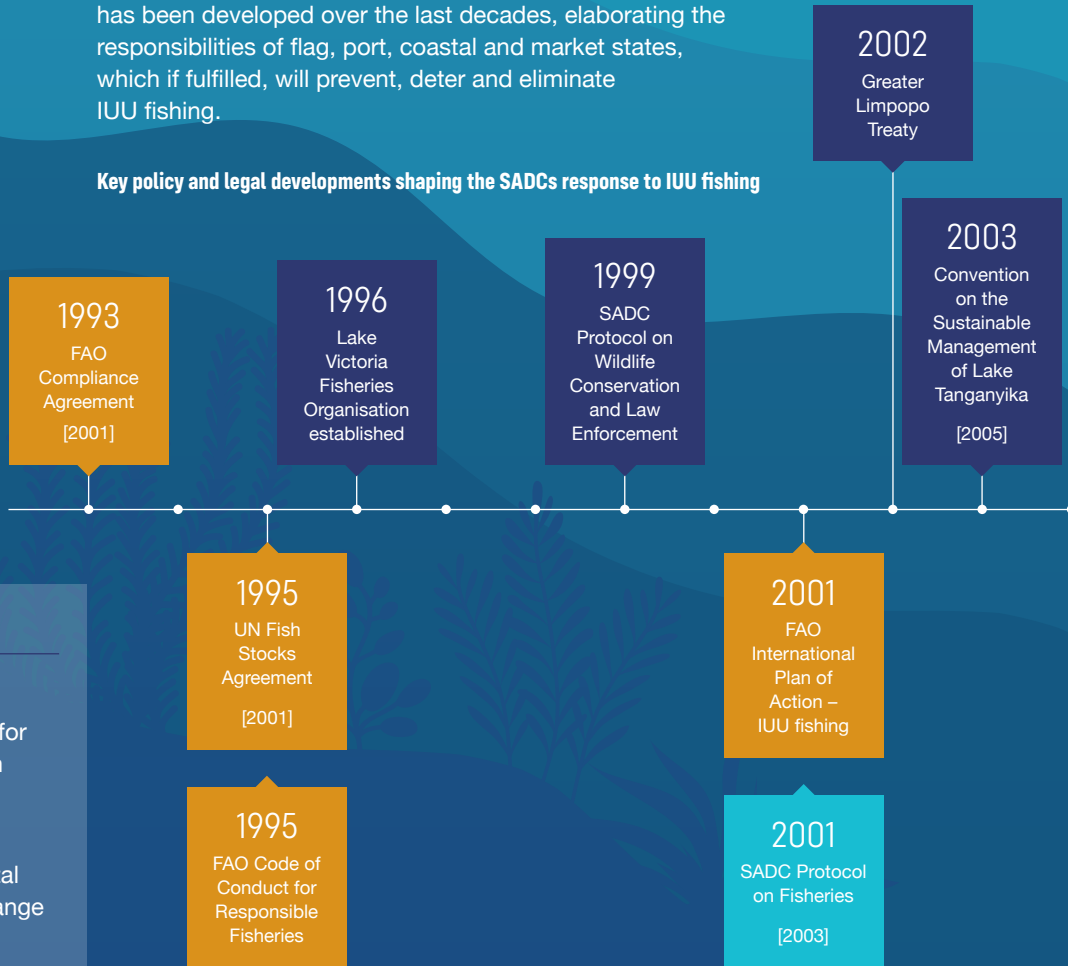 has been developed over the last decades, elaborating the
responsibilities of flag, port, coastal and market states,
which if fulfilled, will prevent, deter and eliminate
IUU fishing.
Key policy and legal developments shaping the SADCs response to IUU fishing
1993
FAO
Compliance
Agreement
[2001]
1995
UN Fish
Stocks
Agreement
[2001]
1995
FAO Code of
Conduct for
Responsible
Fisheries
1996
Lake
Victoria
Fisheries
Organisation
established
1999
SADC
Protocol on
Wildlife
Conservation
and Law
Enforcement
2001
FAO
International
Plan of
Action –
IUU fishing
2001
SADC Protocol
on Fisheries
[2003]
2002
Greater
Limpopo
Treaty
2003
Convention
on the
Sustainable
Management
of Lake
Tanganyika
[2005]
for